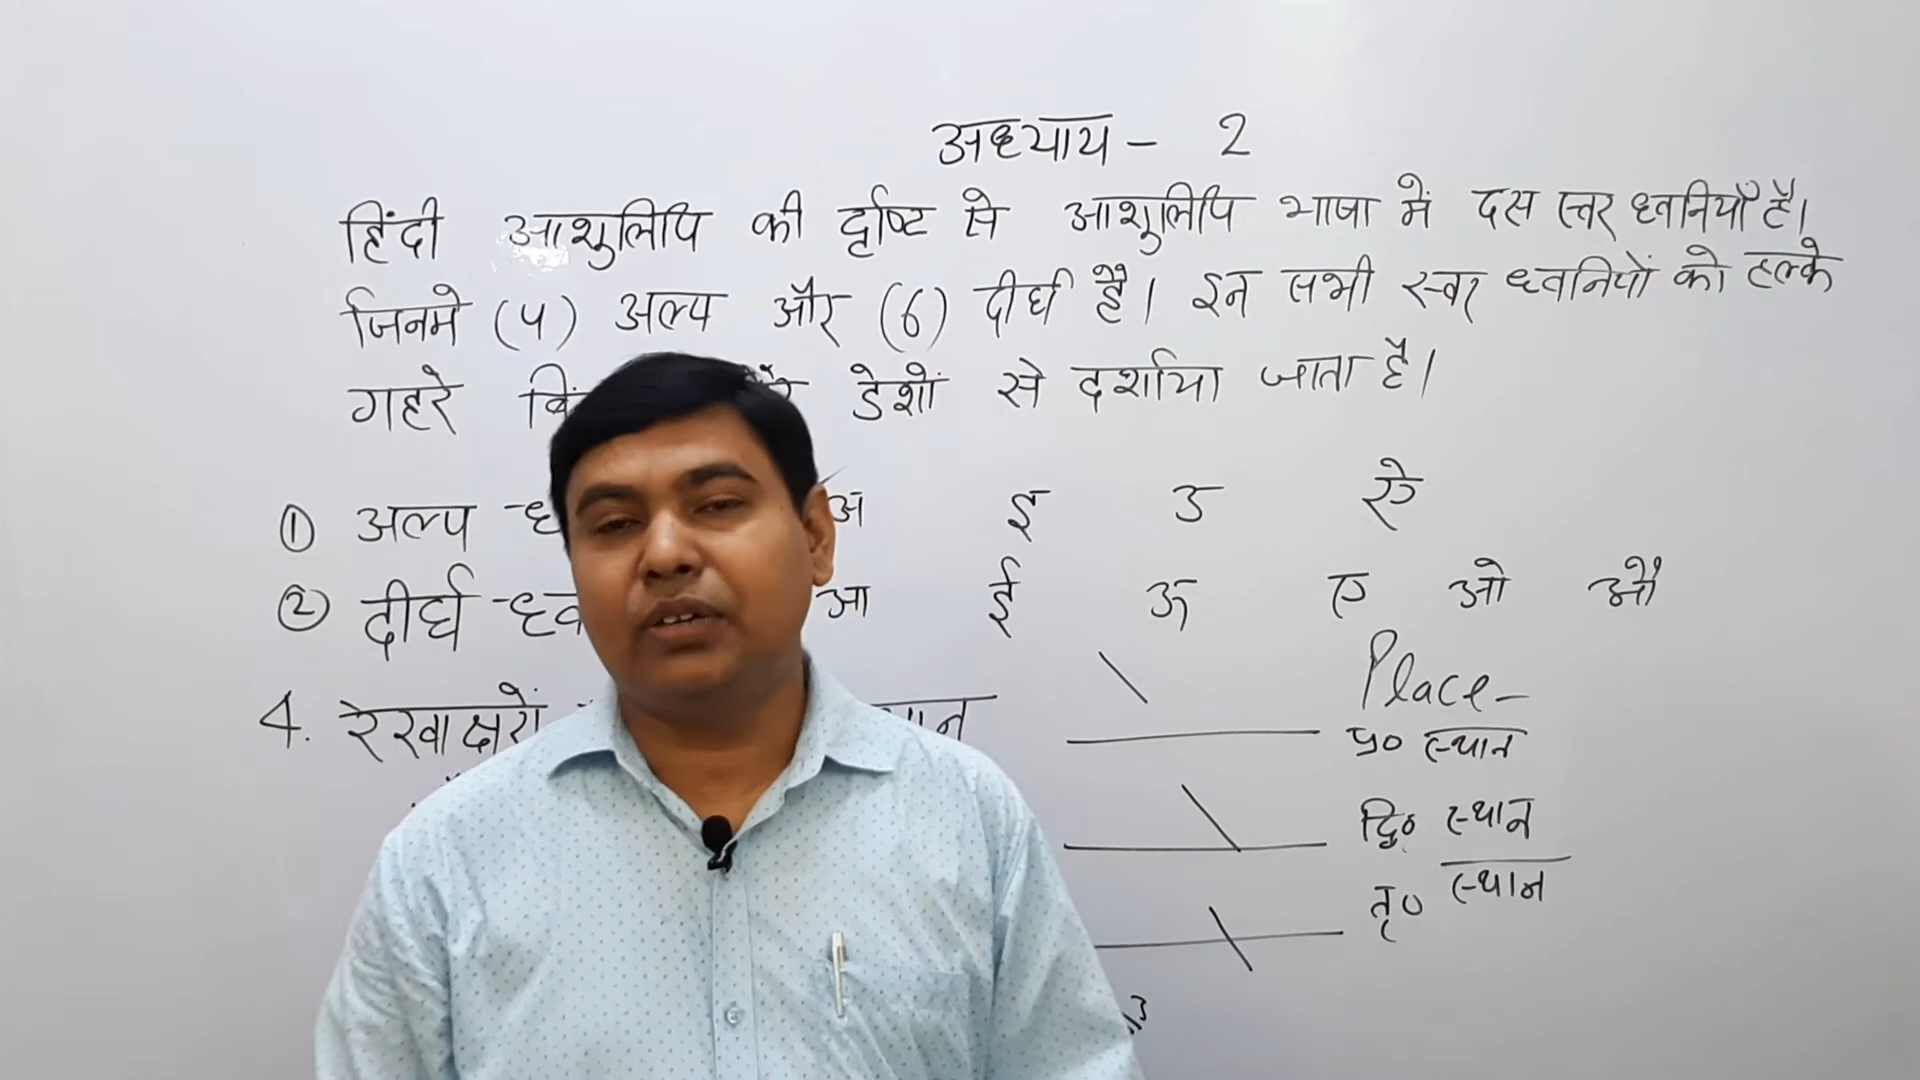 अध्याय - 2
हिंदी आशुलिपि की दृष्टि से आशुलिपि भाषा में दस स्वर ध्वनियाँ है।
जिनमे (4) अल्प और (6) दीर्घ है। इन सभी स्वर ध्वनियों को हल्के
गहरे डेशों से दर्शाया जाता है।
① अल्प अ इ उ ऐ
② दीर्घ आ ई ऊ ए ओ औ
4. रेखाक्षरों
Place-
प्र० स्थान
द्वि० स्थान
तृ० स्थान